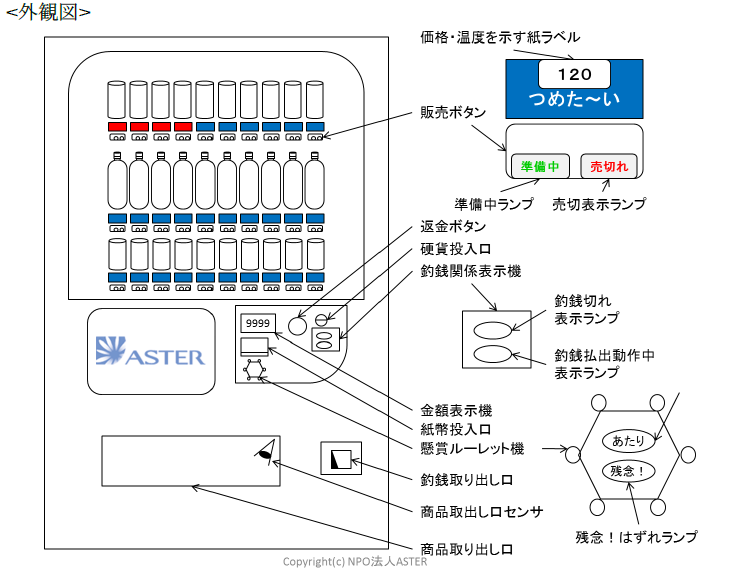 <外観図>
価格・温度を示す紙ラベル
120
つめた～い
販売ボタン
準備中
売切れ
準備中ランプ
売切表示ランプ
返金ボタン
硬貨投入口
釣銭関係表示機
釣銭切れ
表示ランプ
釣銭払出動作中
表示ランプ
9999
ASTER
金額表示機
紙幣投入口
懸賞ルーレット機
あたり
残念！
釣銭取り出し口
商品取出し口センサ
残念！はずれランプ
商品取り出し口
Copyright(c) NPO法人ASTER